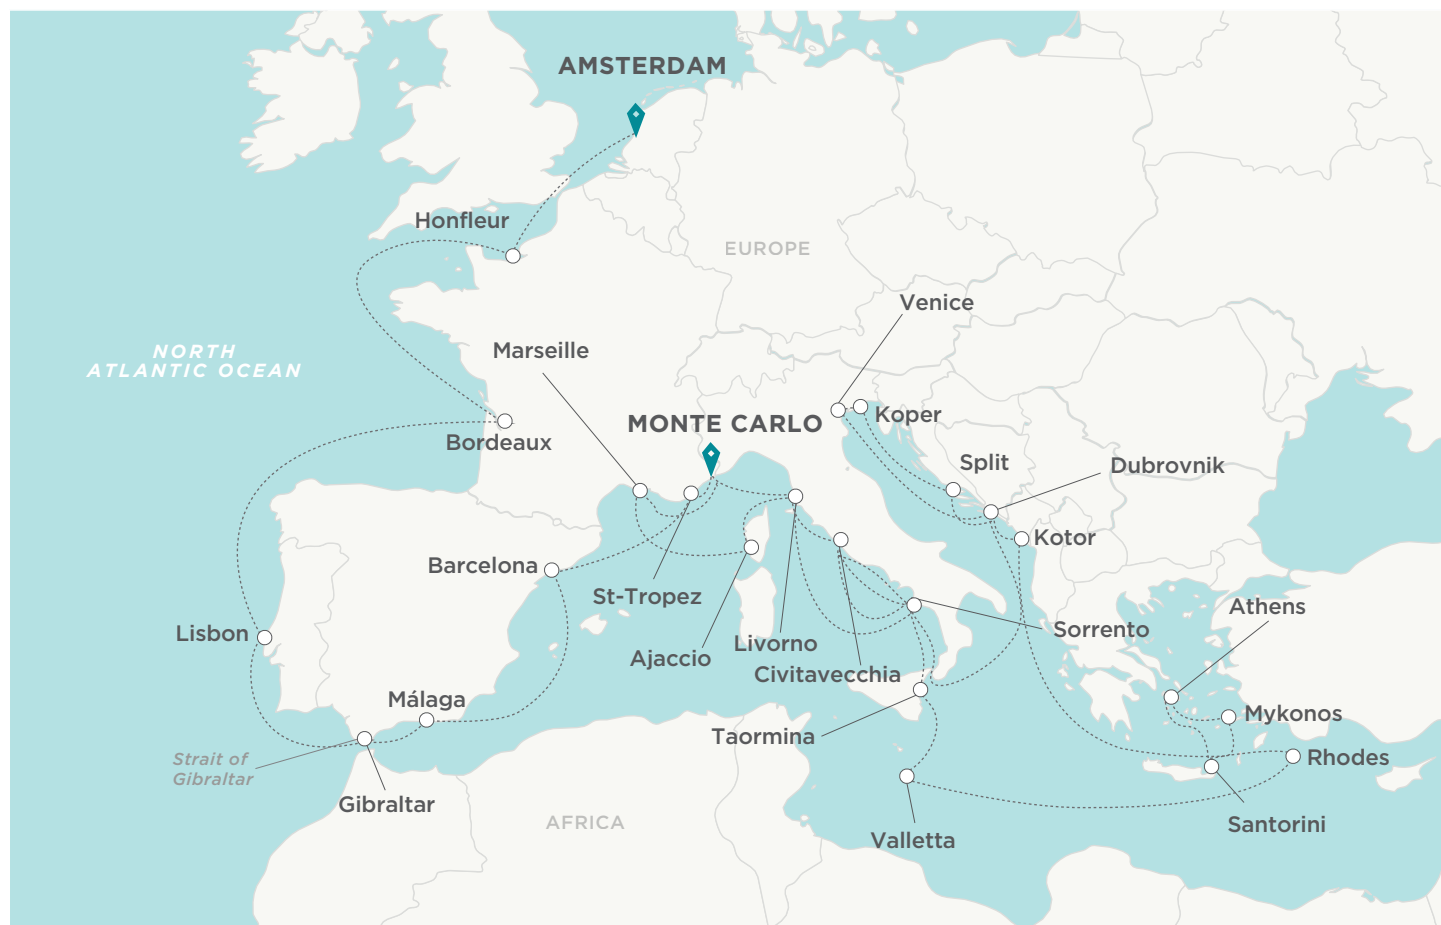 AMSTERDAM
Honfleur
EUROPE
Venice
NORTH
ATLANTIC OCEAN
Marseille
MONTE CARLO
Koper
Bordeaux
Split
Dubrovnik
Kotor
Barcelona
St-Tropez
Athens
Lisbon
Sorrento
Livorno
Ajaccio
Civitavecchia
Málaga
Mykonos
Taormina
Strait of
Gibraltar
Rhodes
Gibraltar
AFRICA
Santorini
Valletta